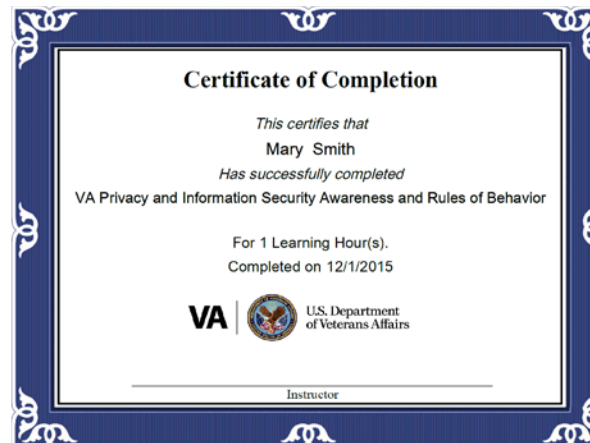 Certificate of Completion
This certifies that
Mary Smith
Has successfully completed
VA Privacy and Information Security Awareness and Rules of Behavior
For 1 Learning Hour(s).
Completed on 12/1/2015
VA
U.S. Department
of Veterans Affairs
Instructor